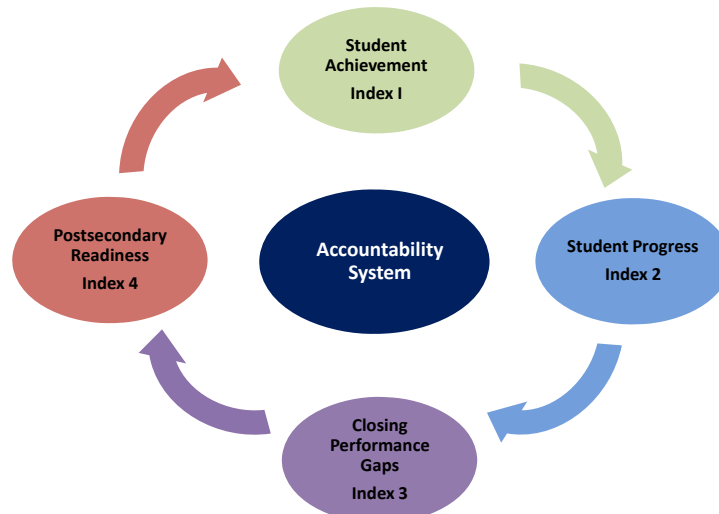 Student
Achievement
Index I
Postsecondary
Readiness
Index 4
Accountability
System
Student Progress
Index 2
Closing
Performance
Gaps
Index 3